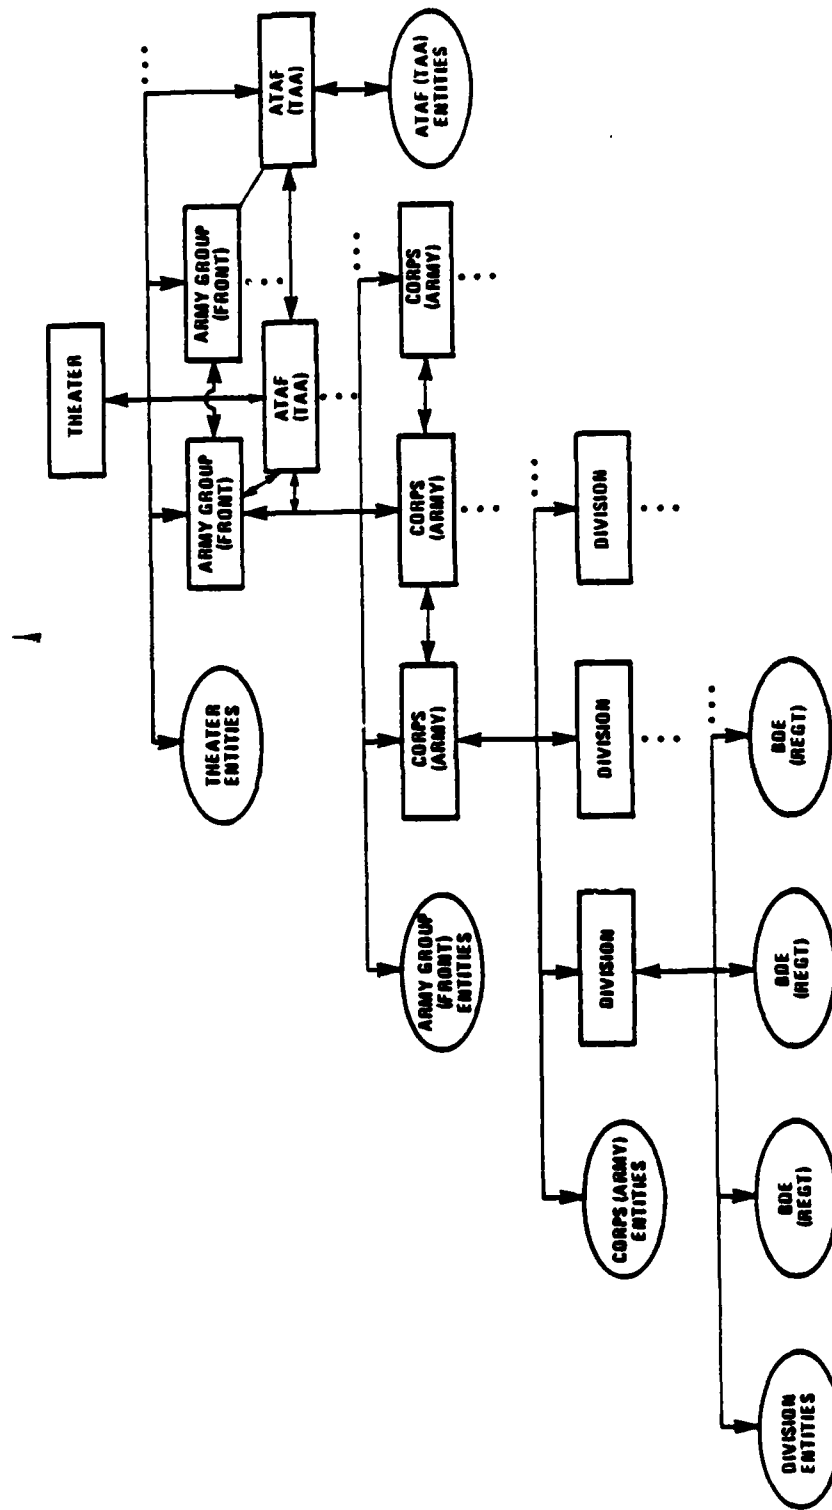 THEATER
THEATER
ENTITIES
ARMY GROUP
(FRONT)
ARMY GROUP
(FRONT)
ATAF
(TAA)
ATAF
(TAA)
ARMY GROUP
(FRONT)
ENTITIES
CORPS
(ARMY)
CORPS
(ARMY)
CORPS
(ARMY)
ATAF (TAA)
ENTITIES
CORPS (ARMY)
ENTITIES
DIVISION
DIVISION
DIVISION
DIVISION
ENTITIES
BDE
(REGT)
BDE
(REGT)
BDE
(REGT)